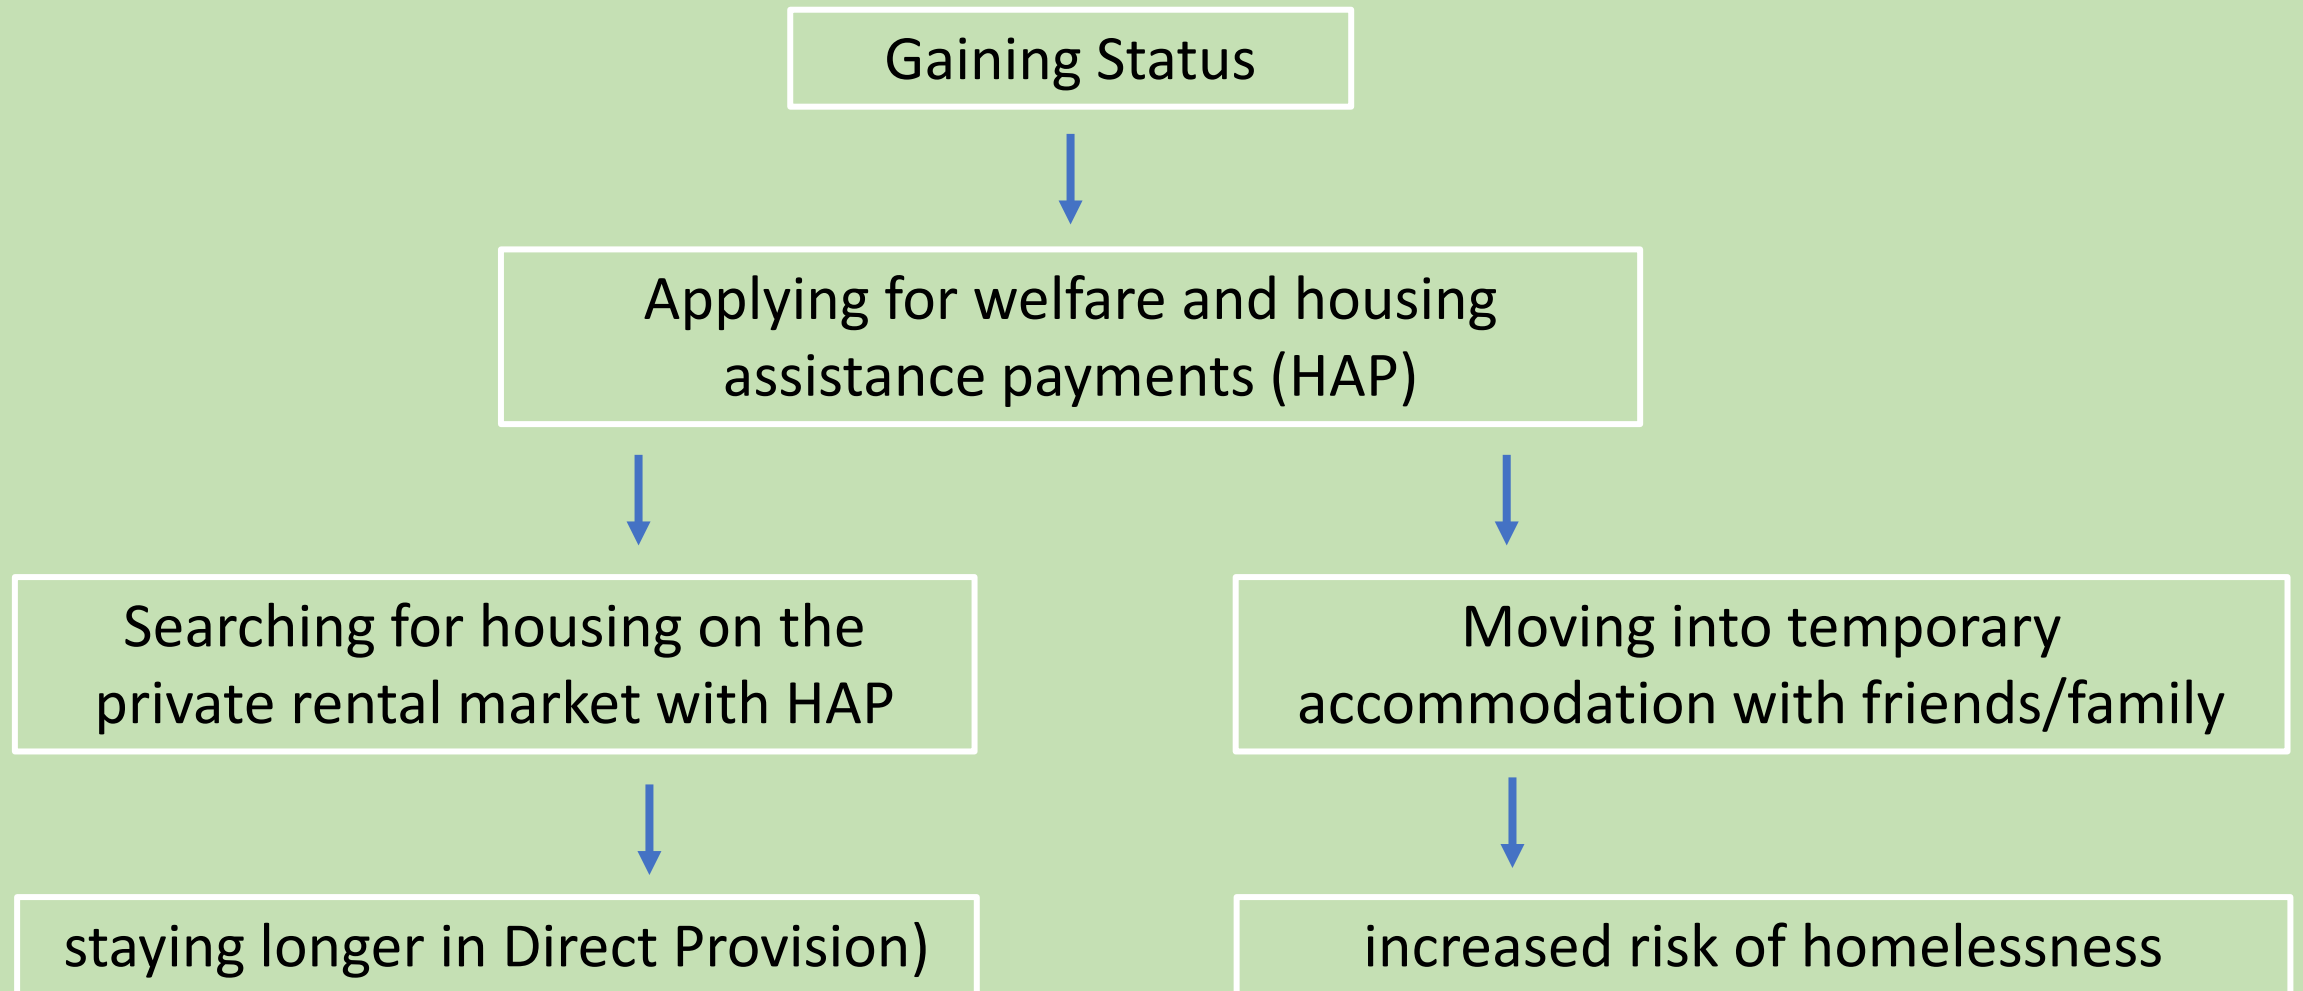 Gaining Status
Applying for welfare and housing
assistance payments (HAP)
Searching for housing on the
private rental market with HAP
Moving into temporary
accommodation with friends/family
staying longer in Direct Provision)
increased risk of homelessness